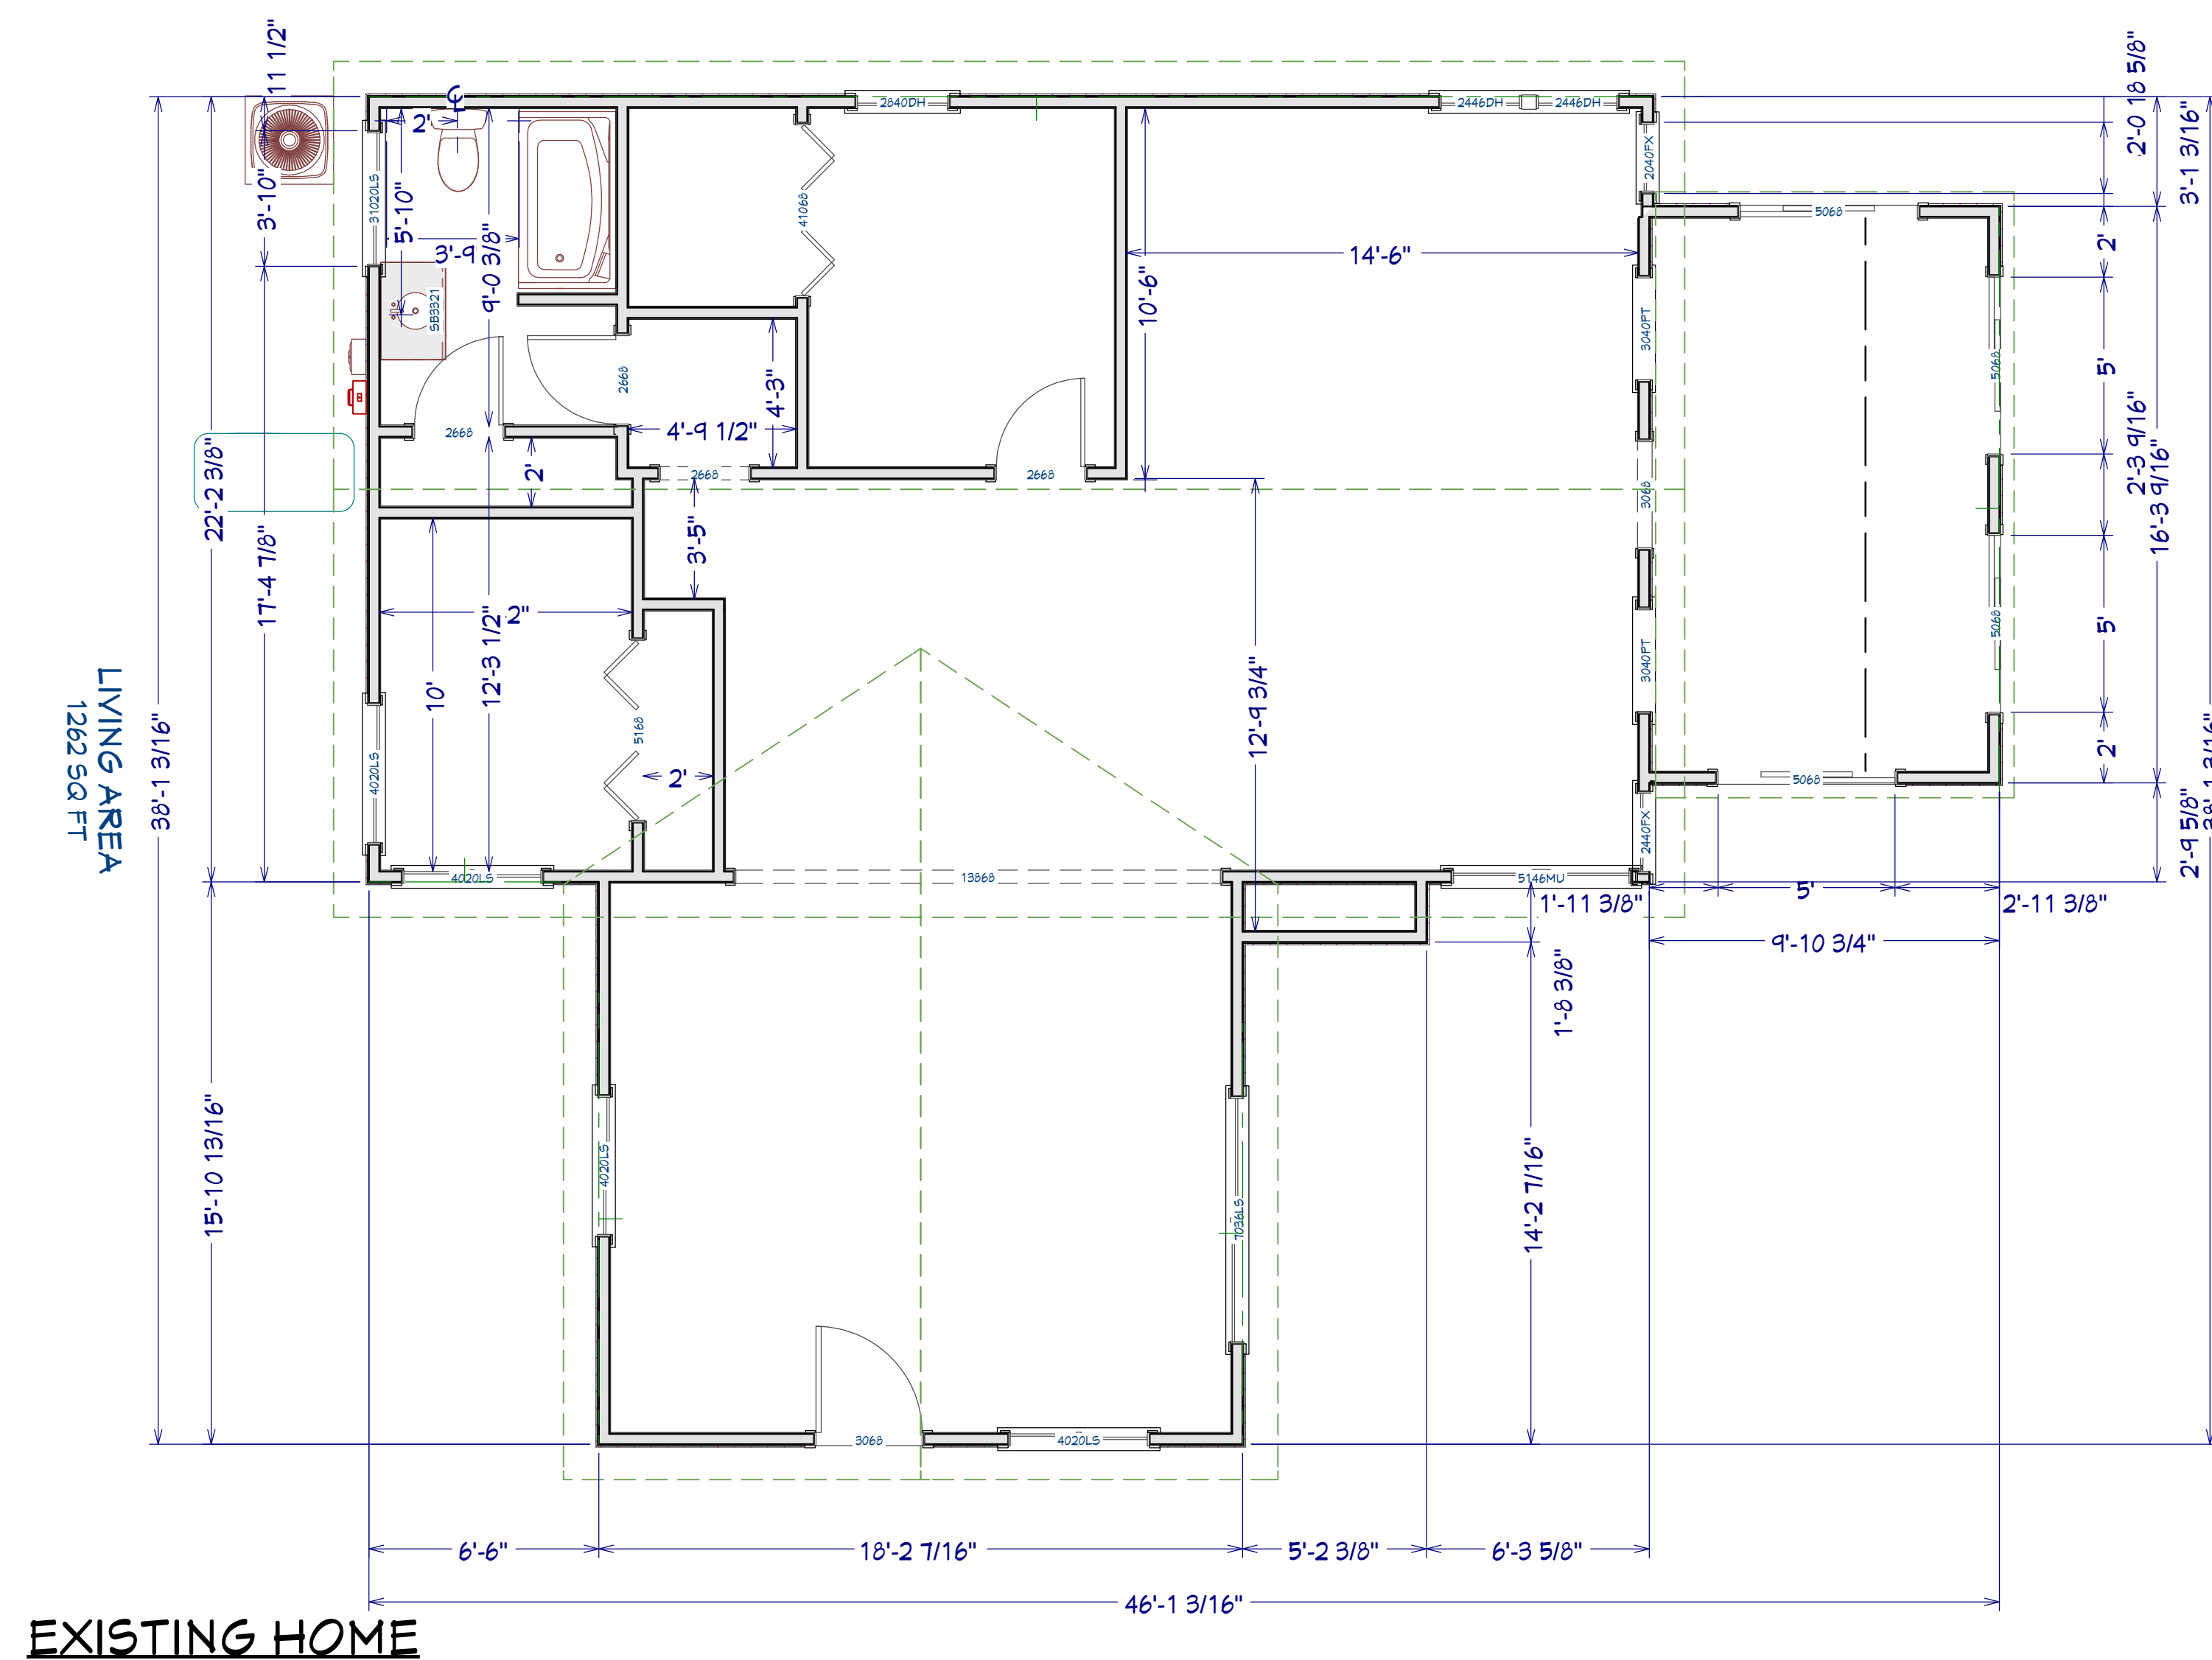 11 1/2"
2'-0 18 5/8"
3'-1 3/16"
2'
2840DH
2446DH
2446DH
2040FX
31020LS
3'-10"
5'-10"
3'-9
9'-0 3/8"
41068
10'-6"
14'-6"
5068
2'
SB3321
3040PT
5068
5'
2668
4'-3"
4'-9 1/2"
2668
2'
2668
2668
3068
2'-3 9/16"
16'-3 9/16"
22'-2 3/8"
17'-4 7/8"
3'-5"
2"
10'
12'-3 1/2"
5168
2'
12'-9 3/4"
3040PT
5068
5'
2'
5068
LIVING AREA
1262 SQ FT
38'-1 3/16"
4020LS
4020LS
13868
5146MU
2440FX
2'-9 5/8"
38'-1 3/16"
1'-11 3/8"
5'
2'-11 3/8"
9'-10 3/4"
1'-8 3/8"
15'-10 13/16"
4020LS
7036LS
14'-2 7/16"
3068
4020LS
6'-6"
18'-2 7/16"
5'-2 3/8"
6'-3 5/8"
46'-1 3/16"
EXISTING HOME